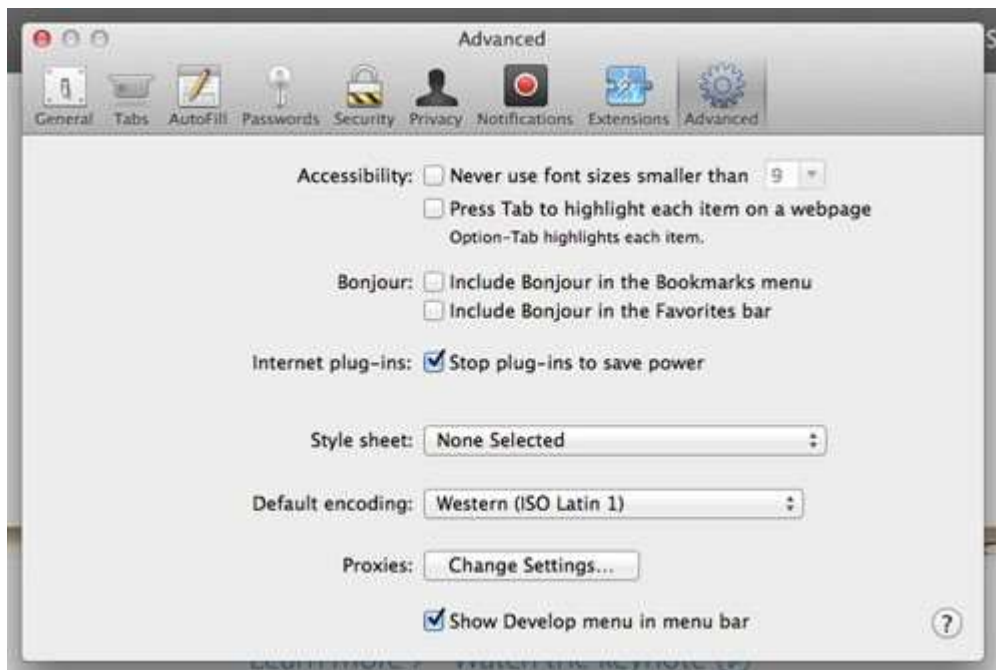 Advanced
General Tabs AutoFill Passwords Security Privacy Notifications Extensions Advanced
Accessibility: Never use font sizes smaller than 9
Press Tab to highlight each item on a webpage
Option-Tab highlights each item.
Bonjour: Include Bonjour in the Bookmarks menu
Include Bonjour in the Favorites bar
Internet plug-ins: Stop plug-ins to save power
Style sheet: None Selected
Default encoding: Western (ISO Latin 1)
Proxies: Change Settings...
Show Develop menu in menu bar
?